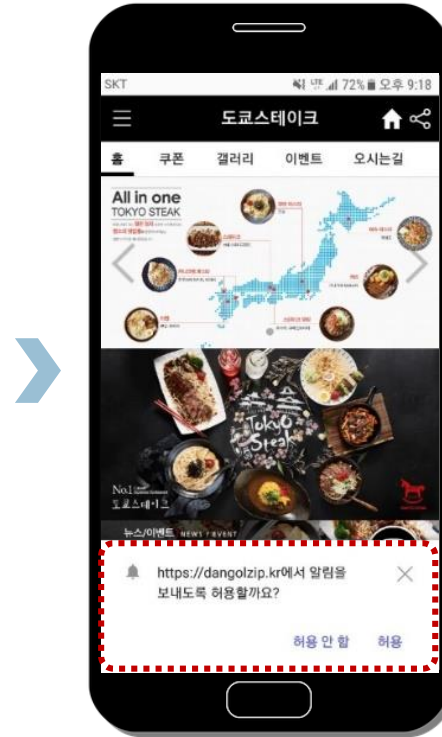 SKT LTE 72% 오후 9:18
도쿄스테이크
홈 쿠폰 갤러리 이벤트 오시는길
All in one
TOKYO STEAK
Tokyo
Steak
No.1
도쿄스테이크
뉴스/이벤트 NEWS / EVENT
https://dangolzip.kr에서 알림을
보내도록 허용할까요?
허용 안 함 허용